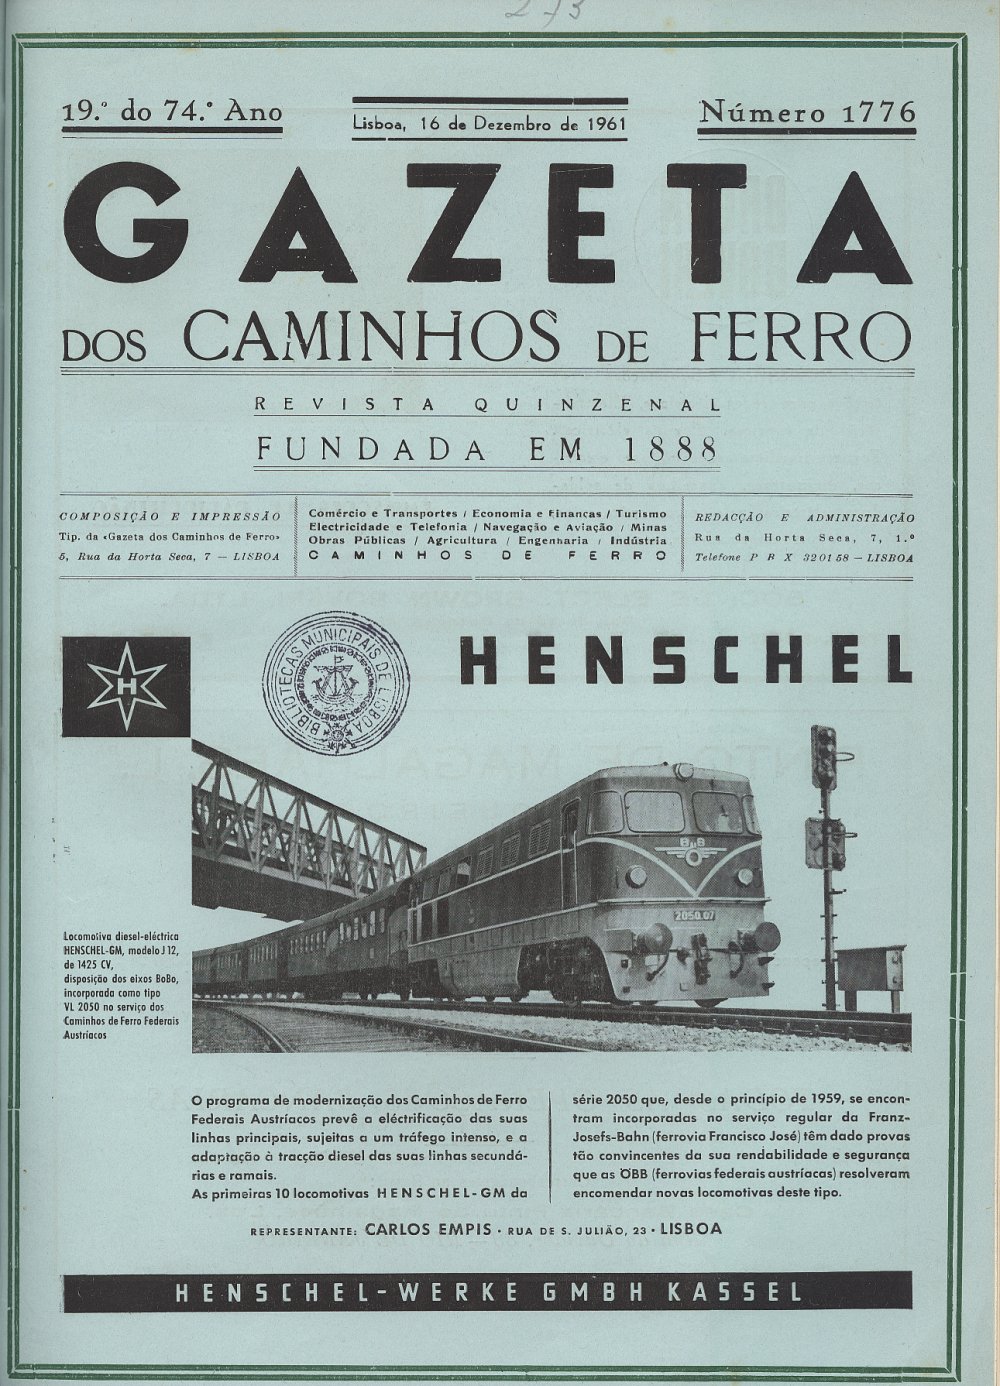 273
19.º do 74.º Ano
Lisboa, 16 de Dezembro de 1961
Número 1776
GAZETA
DOS CAMINHOS DE FERRO
REVISTA QUINZENAL
FUNDADA EM 1888
COMPOSIÇÃO E IMPRESSÃO
Tip. da «Gazeta dos Caminhos de Ferro»
5, Rua da Horta Seca, 7 — LISBOA
Comércio e Transportes / Economia e Finanças / Turismo
Electricidade e Telefonia / Navegação e Aviação / Minas
Obras Públicas / Agricultura / Engenharia / Indústria
CAMINHOS DE FERRO
REDACÇÃO E ADMINISTRAÇÃO
Rua da Horta Seca, 7, 1.º
Telefone P B X 320158 — LISBOA
H
BIBLIOTECAS MUNICIPAIS DE LISBOA
HENSCHEL
ÖBB
2050.07
Locomotiva diesel-eléctrica
HENSCHEL-GM, modelo J 12,
de 1425 CV,
disposição dos eixos BoBo,
incorporada como tipo
VL 2050 no serviço dos
Caminhos de Ferro Federais
Austríacos
O programa de modernização dos Caminhos de Ferro
Federais Austríacos prevê a eléctrificação das suas
linhas principais, sujeitas a um tráfego intenso, e a
adaptação à tracção diesel das suas linhas secundá-
rias e ramais.
As primeiras 10 locomotivas HENSCHEL-GM da
série 2050 que, desde o princípio de 1959, se encon-
tram incorporadas no serviço regular da Franz-
Josefs-Bahn (ferrovia Francisco José) têm dado provas
tão convincentes da sua rendabilidade e segurança
que as ÖBB (ferrovias federais austríacas) resolveram
encomendar novas locomotivas deste tipo.
REPRESENTANTE: CARLOS EMPIS • RUA DE S. JULIÃO, 23 • LISBOA
HENSCHEL-WERKE GMBH KASSEL